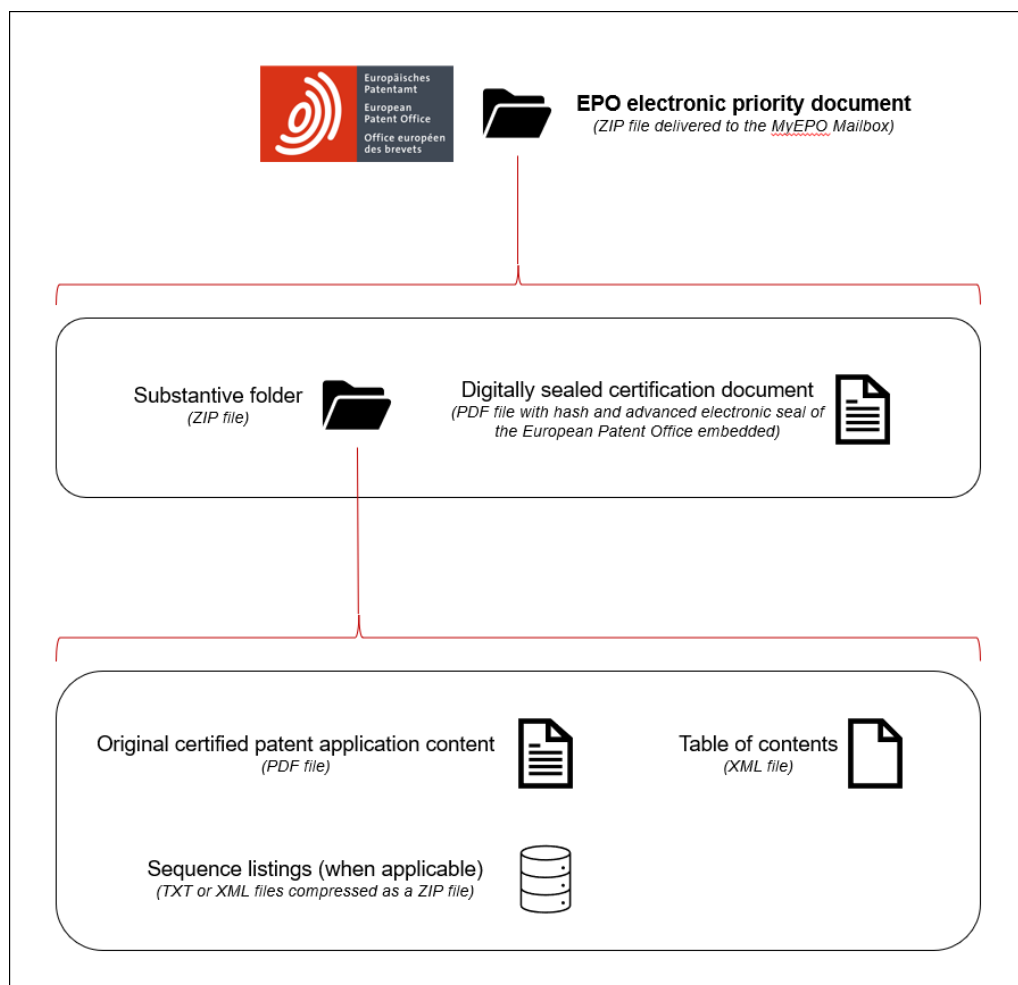 Europäisches
Patentamt
European
Patent Office
Office européen
des brevets
EPO electronic priority document
(ZIP file delivered to the MyEPO Mailbox)
Substantive folder
(ZIP file)
Digitally sealed certification document
(PDF file with hash and advanced electronic seal of
the European Patent Office embedded)
Original certified patent application content
(PDF file)
Table of contents
(XML file)
Sequence listings (when applicable)
(TXT or XML files compressed as a ZIP file)